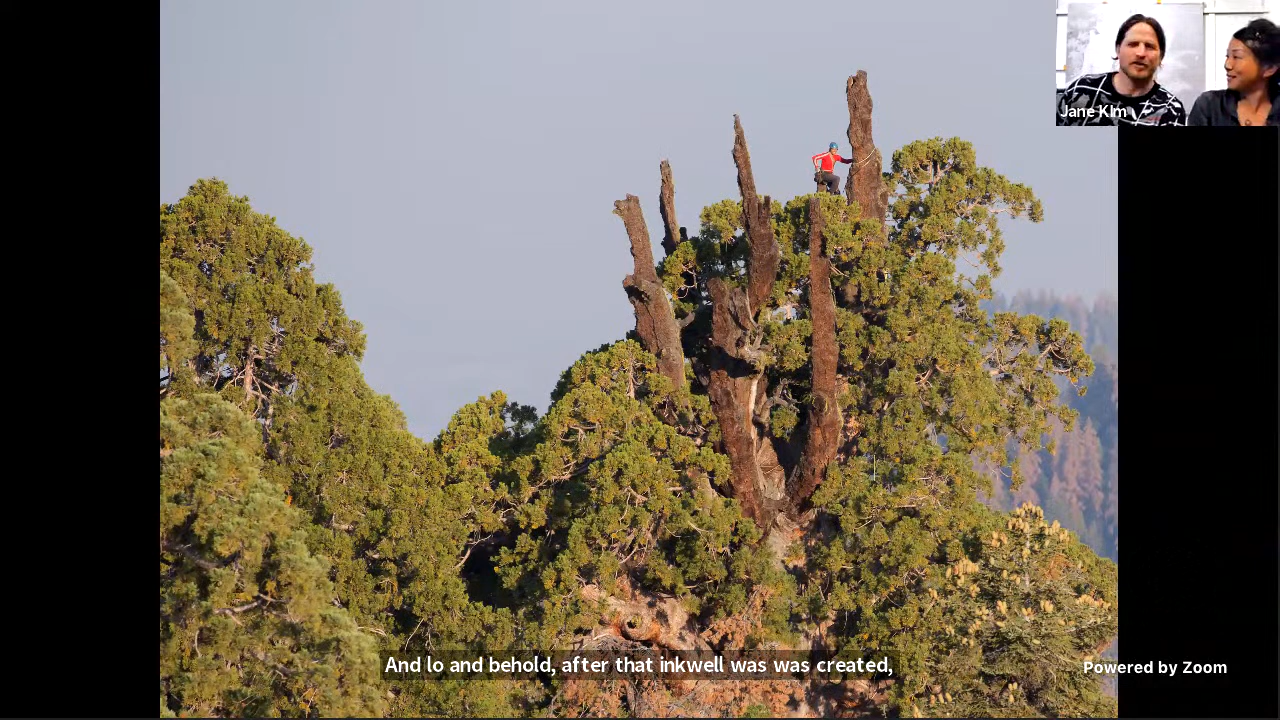 Jane KIm
And lo and behold, after that inkwell was was created,
Powered by Zoom